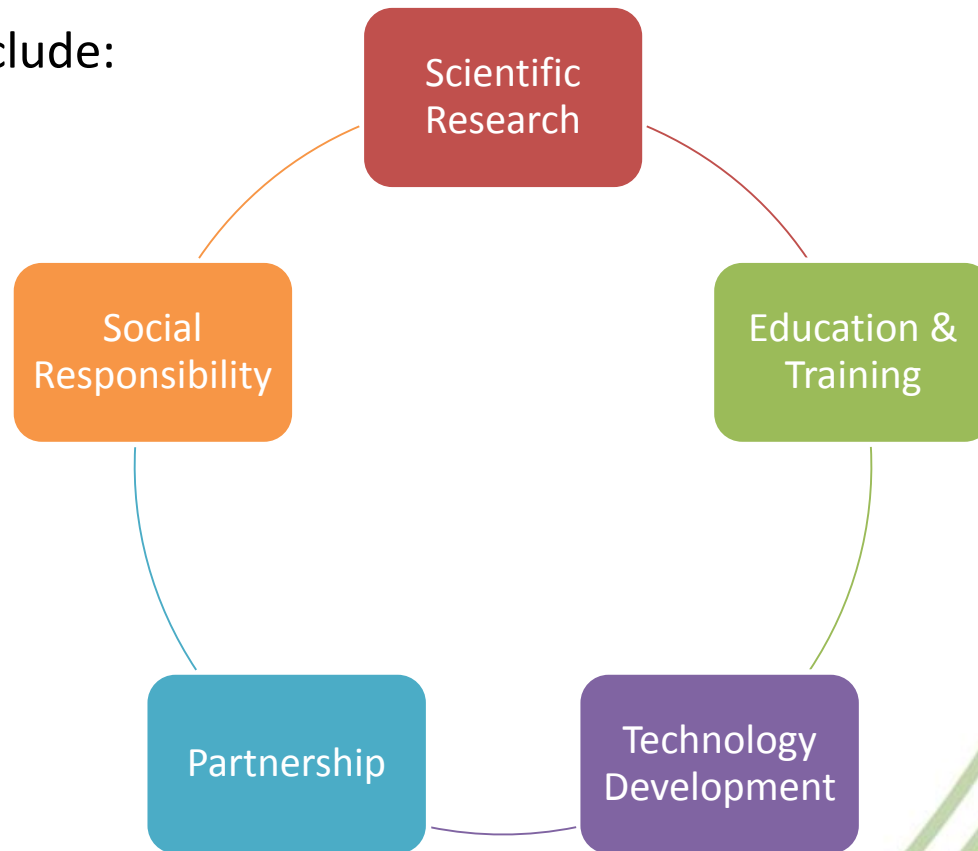 clude:
Scientific
Research
Education &
Training
Technology
Development
Partnership
Social
Responsibility